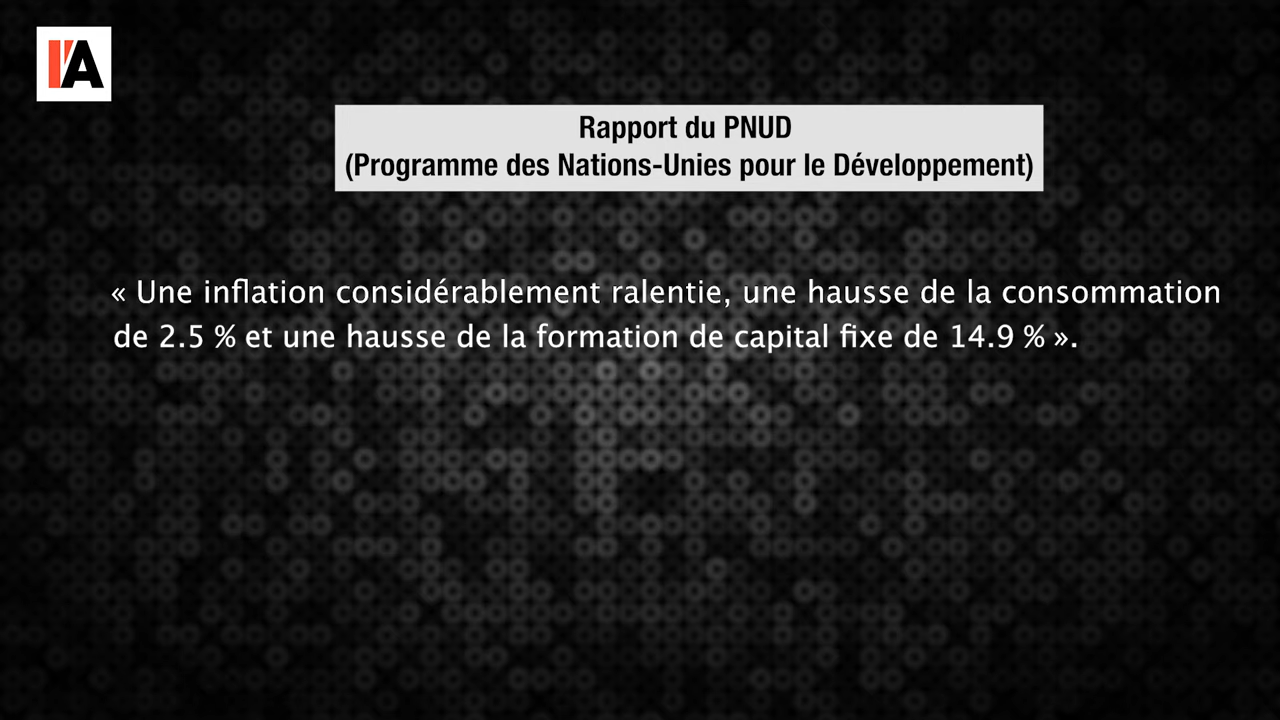 I'A
Rapport du PNUD
(Programme des Nations-Unies pour le Développement)
« Une inflation considérablement ralentie, une hausse de la consommation
de 2.5 % et une hausse de la formation de capital fixe de 14.9 % ».